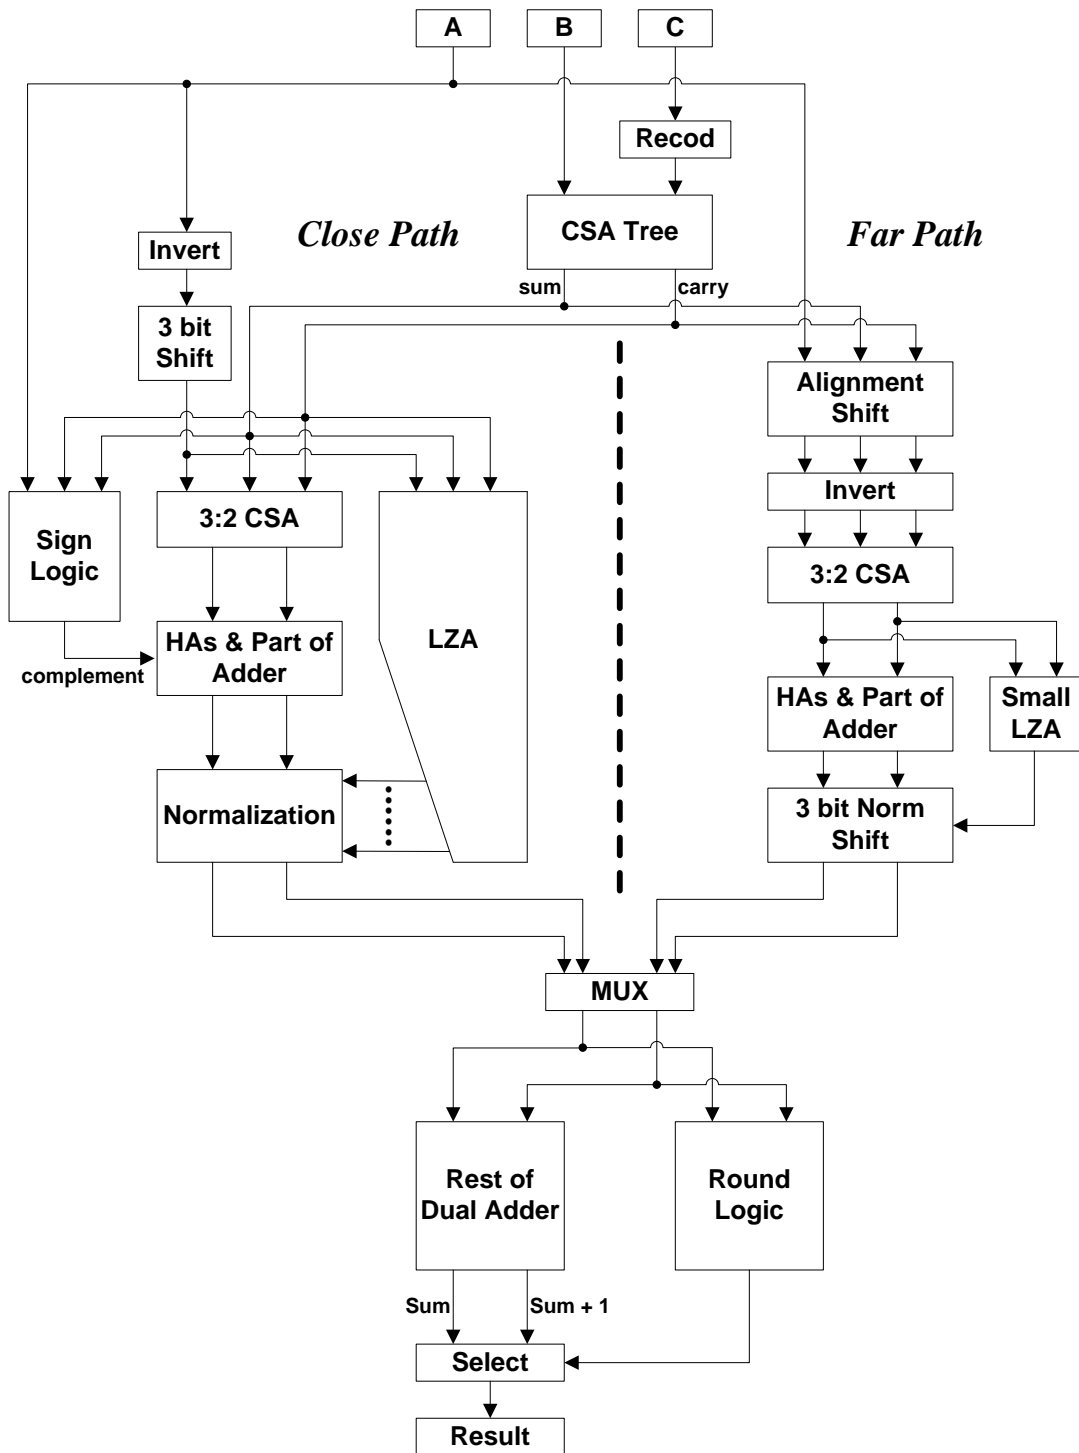 A
B
C
Recod
CSA Tree
Close Path
Far Path
Invert
sum
carry
3 bit
Shift
Alignment
Shift
Invert
Sign
Logic
3:2 CSA
3:2 CSA
LZA
HAs & Part of
Adder
complement
HAs & Part of
Adder
Small
LZA
Normalization
3 bit Norm
Shift
MUX
Rest of
Dual Adder
Round
Logic
Sum
Sum + 1
Select
Result